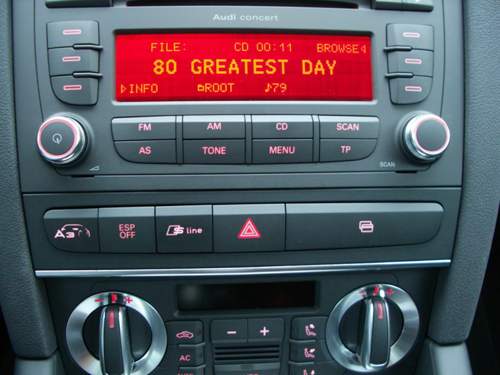 Audi concert
FILE: CD 00:11 BROWSE
80 GREATEST DAY
INFO ROOT 79
FM AM CD SCAN
AS TONE MENU TP
SCAN
A3 ESP OFF S line
AC